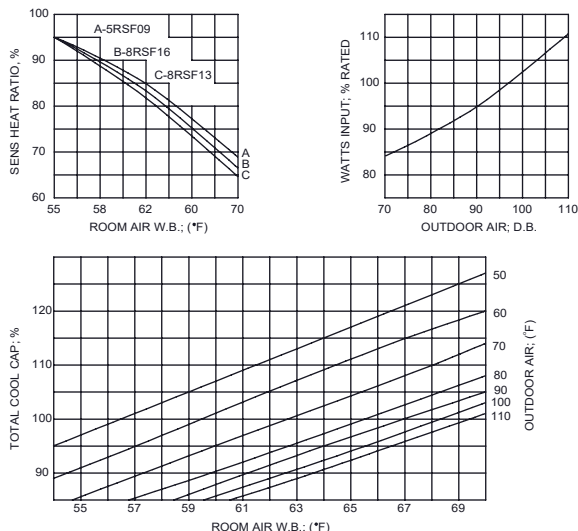 100
90
80
70
60
SENS HEAT RATIO, %
A-5RSF09
B-8RSF16
C-8RSF13
A
B
C
55 58 62 66 70
ROOM AIR W.B.; (°F)
110
100
90
80
WATTS INPUT; % RATED
70 80 90 100 110
OUTDOOR AIR; D.B.
120
110
100
90
TOTAL COOL CAP; %
50
60
70
80
90
100
110
OUTDOOR AIR; (°F)
55 57 59 61 63 65 67 69
ROOM AIR W.B.; (°F)